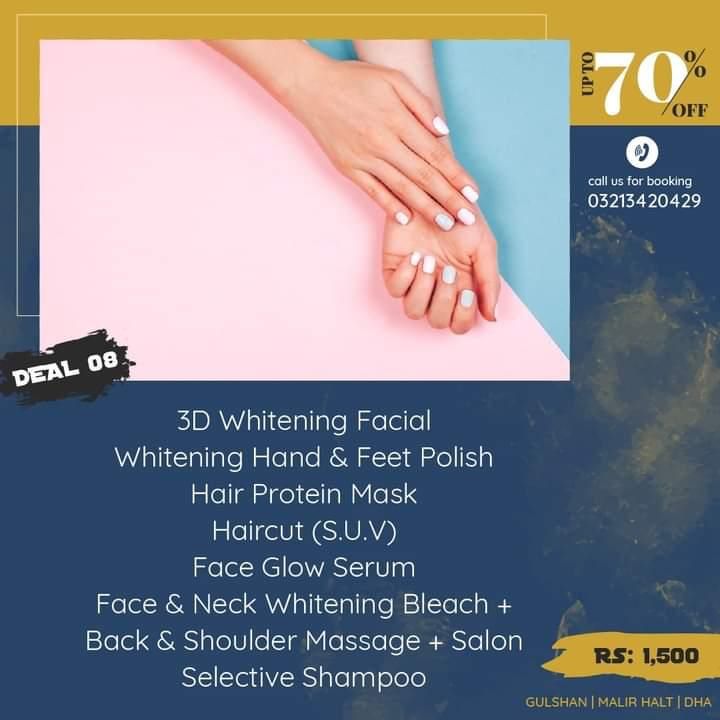 UP TO
70%
OFF
call us for booking
03213420429
DEAL 08
3D Whitening Facial
Whitening Hand & Feet Polish
Hair Protein Mask
Haircut (S.U.V)
Face Glow Serum
Face & Neck Whitening Bleach +
Back & Shoulder Massage + Salon
Selective Shampoo
RS: 1,500
GULSHAN | MALIR HALT | DHA